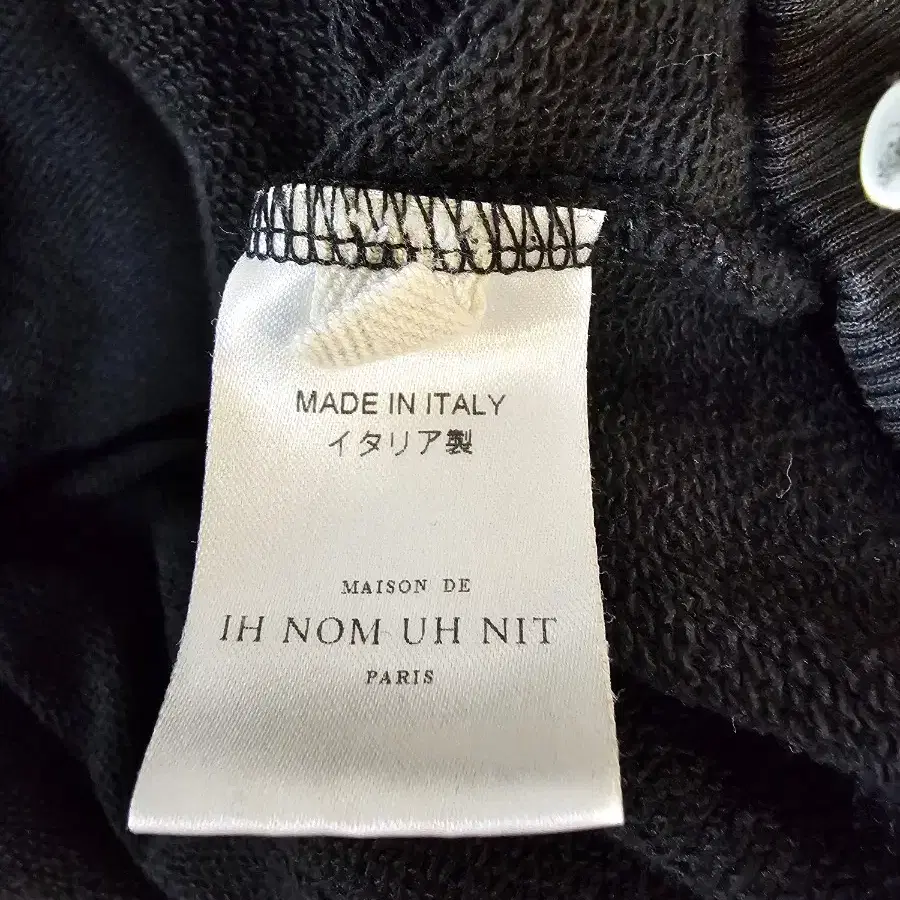 MADE IN ITALY
イタリア製
MAISON DE
IH NOM UH NIT
PARIS